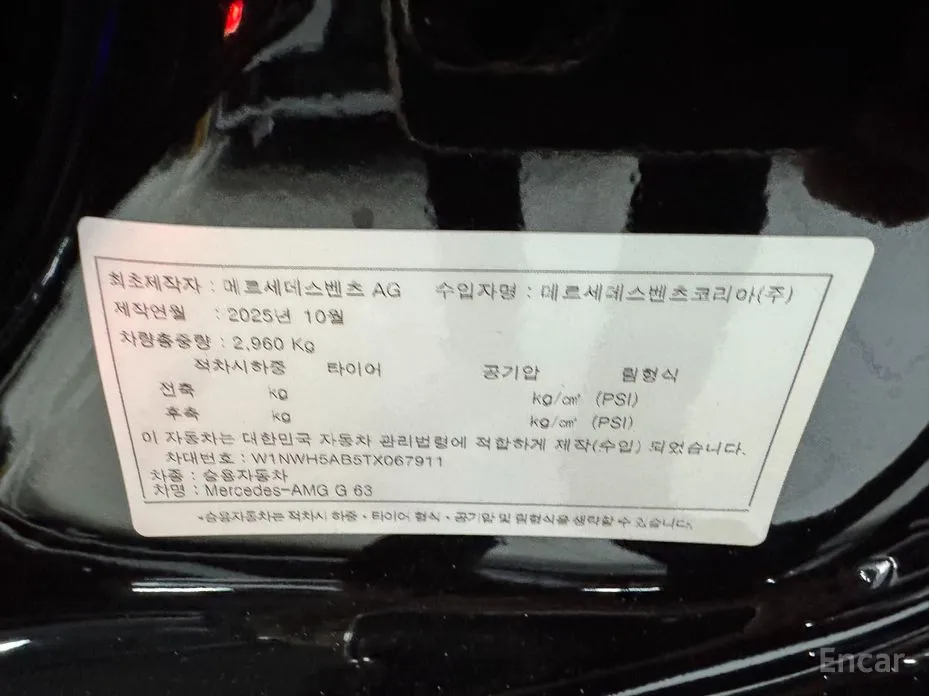 최초제작자 : 메르세데스벤츠 AG 수입자명 : 메르세데스벤츠코리아(주)
제작연월 : 2025년 10월
차량총중량 : 2,960 Kg
적차시하중 타이어 공기압 림형식
전축 kg kg/㎠ (PSI)
후축 kg kg/㎠ (PSI)
이 자동차는 대한민국 자동차 관리법령에 적합하게 제작(수입) 되었습니다.
차대번호 : W1NWH5AB5TX067911
차종 : 승용자동차
차명 : Mercedes-AMG G 63
*승용자동차는 적차시 하중・타이어 형식・공기압 및 림형식을 생략할 수 있습니다.
Encar